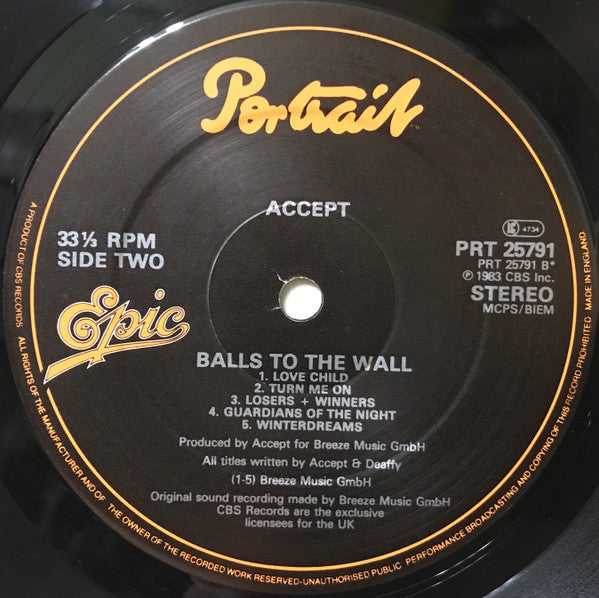 Portrait
ACCEPT
33⅓ RPM
SIDE TWO
K 4734
PRT 25791
PRT 25791 B*
℗ 1983 CBS Inc.
STEREO
MCPS/BIEM
Epic
BALLS TO THE WALL
1. LOVE CHILD
2. TURN ME ON
3. LOSERS + WINNERS
4. GUARDIANS OF THE NIGHT
5. WINTERDREAMS
Produced by Accept for Breeze Music GmbH
All titles written by Accept & Deaffy
(1-5) Breeze Music GmbH
Original sound recording made by Breeze Music GmbH
CBS Records are the exclusive
licensees for the UK
A PRODUCT OF CBS RECORDS ALL RIGHTS OF THE MANUFACTURER AND OF THE OWNER OF THE RECORDED WORK RESERVED-UNAUTHORISED PUBLIC PERFORMANCE BROADCASTING AND COPYING OF THIS RECORD PROHIBITED MADE IN ENGLAND.